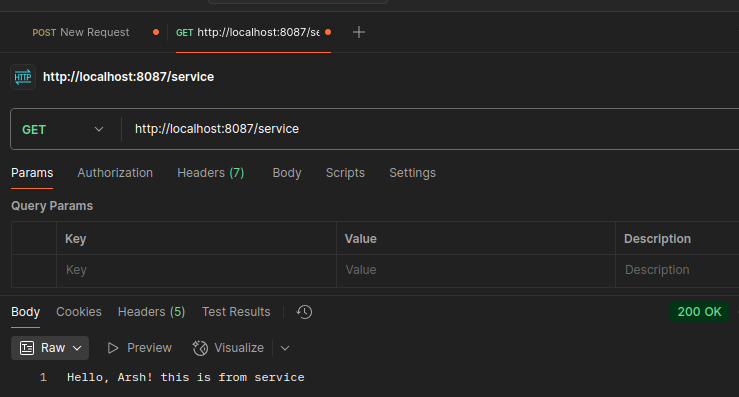 POST New Request
GET http://localhost:8087/se
HTTP http://localhost:8087/service
GET http://localhost:8087/service
Params Authorization Headers (7) Body Scripts Settings
Query Params
Key Value Description
Key Value Description
Body Cookies Headers (5) Test Results 200 OK
Raw Preview Visualize
1 Hello, Arsh! this is from service